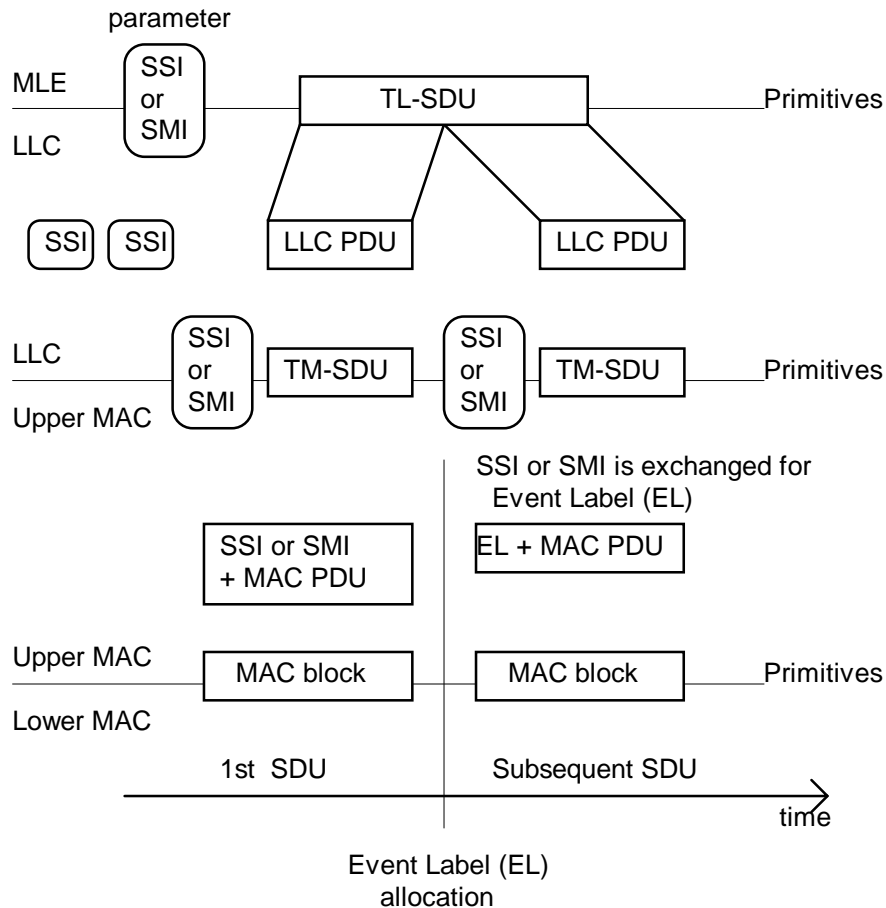 parameter
SSI
or
SMI
MLE
TL-SDU
Primitives
LLC
SSI
SSI
LLC PDU
LLC PDU
LLC
SSI
or
SMI
TM-SDU
SSI
or
SMI
TM-SDU
Primitives
Upper MAC
SSI or SMI is exchanged for
Event Label (EL)
SSI or SMI
+ MAC PDU
EL + MAC PDU
Upper MAC
MAC block
MAC block
Primitives
Lower MAC
1st SDU
Subsequent SDU
time
Event Label (EL)
allocation